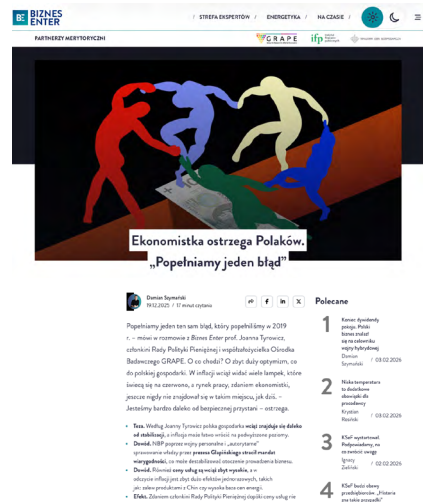 BIZNES
ENTER
/ STREFA EKSPERTÓW / ENERGETYKA / NA CZASIE /
PARTNERZY MERYTORYCZNI
GRAPE
ifp
Ekonomistka ostrzega Polaków.
„Popełniamy jeden błąd”
Damian Szymański
19.12.2025 / 17 minut czytania
Popełniamy jeden ten sam błąd, który popełniliśmy w 2019
r. – mówi w rozmowie z Biznes Enter prof. Joanna Tyrowicz,
członkini Rady Polityki Pieniężnej i współzałożycielka Ośrodka
Badawczego GRAPE. O co chodzi? O zbyt duży optymizm, co
do polskiej gospodarki. W inflacji wciąż widać wiele lampek, które
świecą się na czerwono, a rynek pracy, zdaniem ekonomistki,
jeszcze nigdy nie znajdował się w takim miejscu, jak dziś. –
Jesteśmy bardzo daleko od bezpiecznej przystani – ostrzega.
Teza. Według Joanny Tyrowicz polska gospodarka wciąż znajduje się daleko
od stabilizacji, a inflacja może łatwo wrócić na podwyższone poziomy.
Dowód. NBP poprzez wojny personalne i
sprawowanie władzy przez prezesa Glapińskiego stracił mandat
wiarygodności, co może destabilizować otoczenie prowadzenia biznesu.
Dowód. Również ceny usług są wciąż zbyt wysokie, a w
obszycie inflacji jest zbyt dużo efektów jednorazowych, takich
jak: zalew produktami z Chin czy wysoka baza cen energii.
Efekt. Zdaniem członkini Rady Polityki Pieniężnej dopóki ceny usług nie
Polecane
1
Koniec dywidendy
pokoju. Polski
biznes znalazł
się na celowniku
wojny hybrydowej
Damian
Szymański / 03.02.2026
2
Niska temperatura
to dodatkowe
obowiązki dla
pracodawcy
Krystian
Rosiński / 03.02.2026
3
KSeF wystartował.
Podpowiadamy, na
co zwrócić uwagę
Ignacy
Zieliński / 02.02.2026
4
KSeF budzi obawy
przedsiębiorców. „Historia
zna takie przypadki”